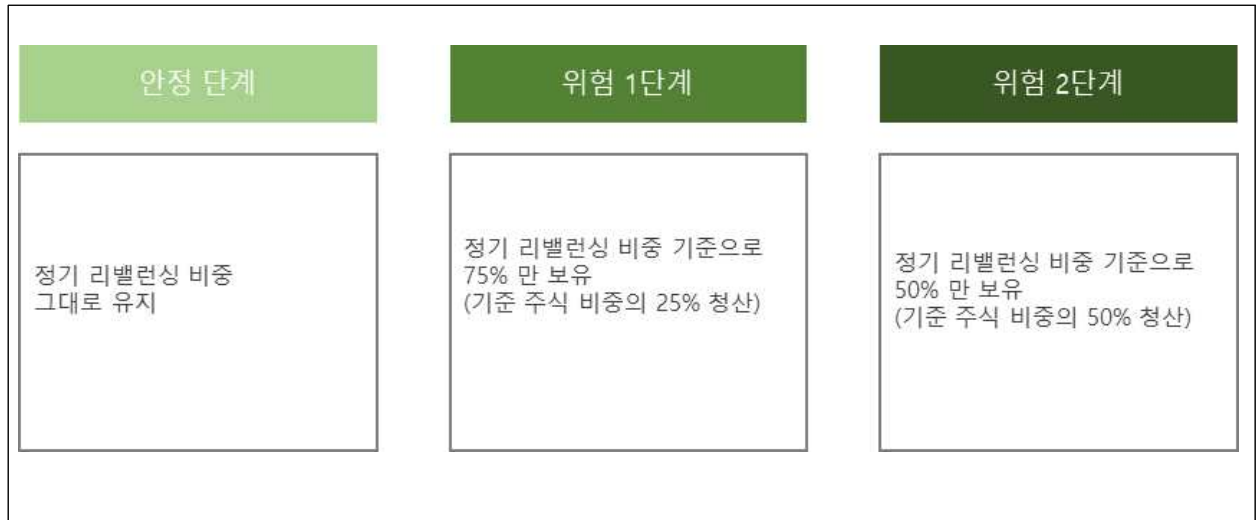 안정 단계
위험 1단계
위험 2단계
정기 리밸런싱 비중
그대로 유지
정기 리밸런싱 비중 기준으로
75% 만 보유
(기준 주식 비중의 25% 청산)
정기 리밸런싱 비중 기준으로
50% 만 보유
(기준 주식 비중의 50% 청산)